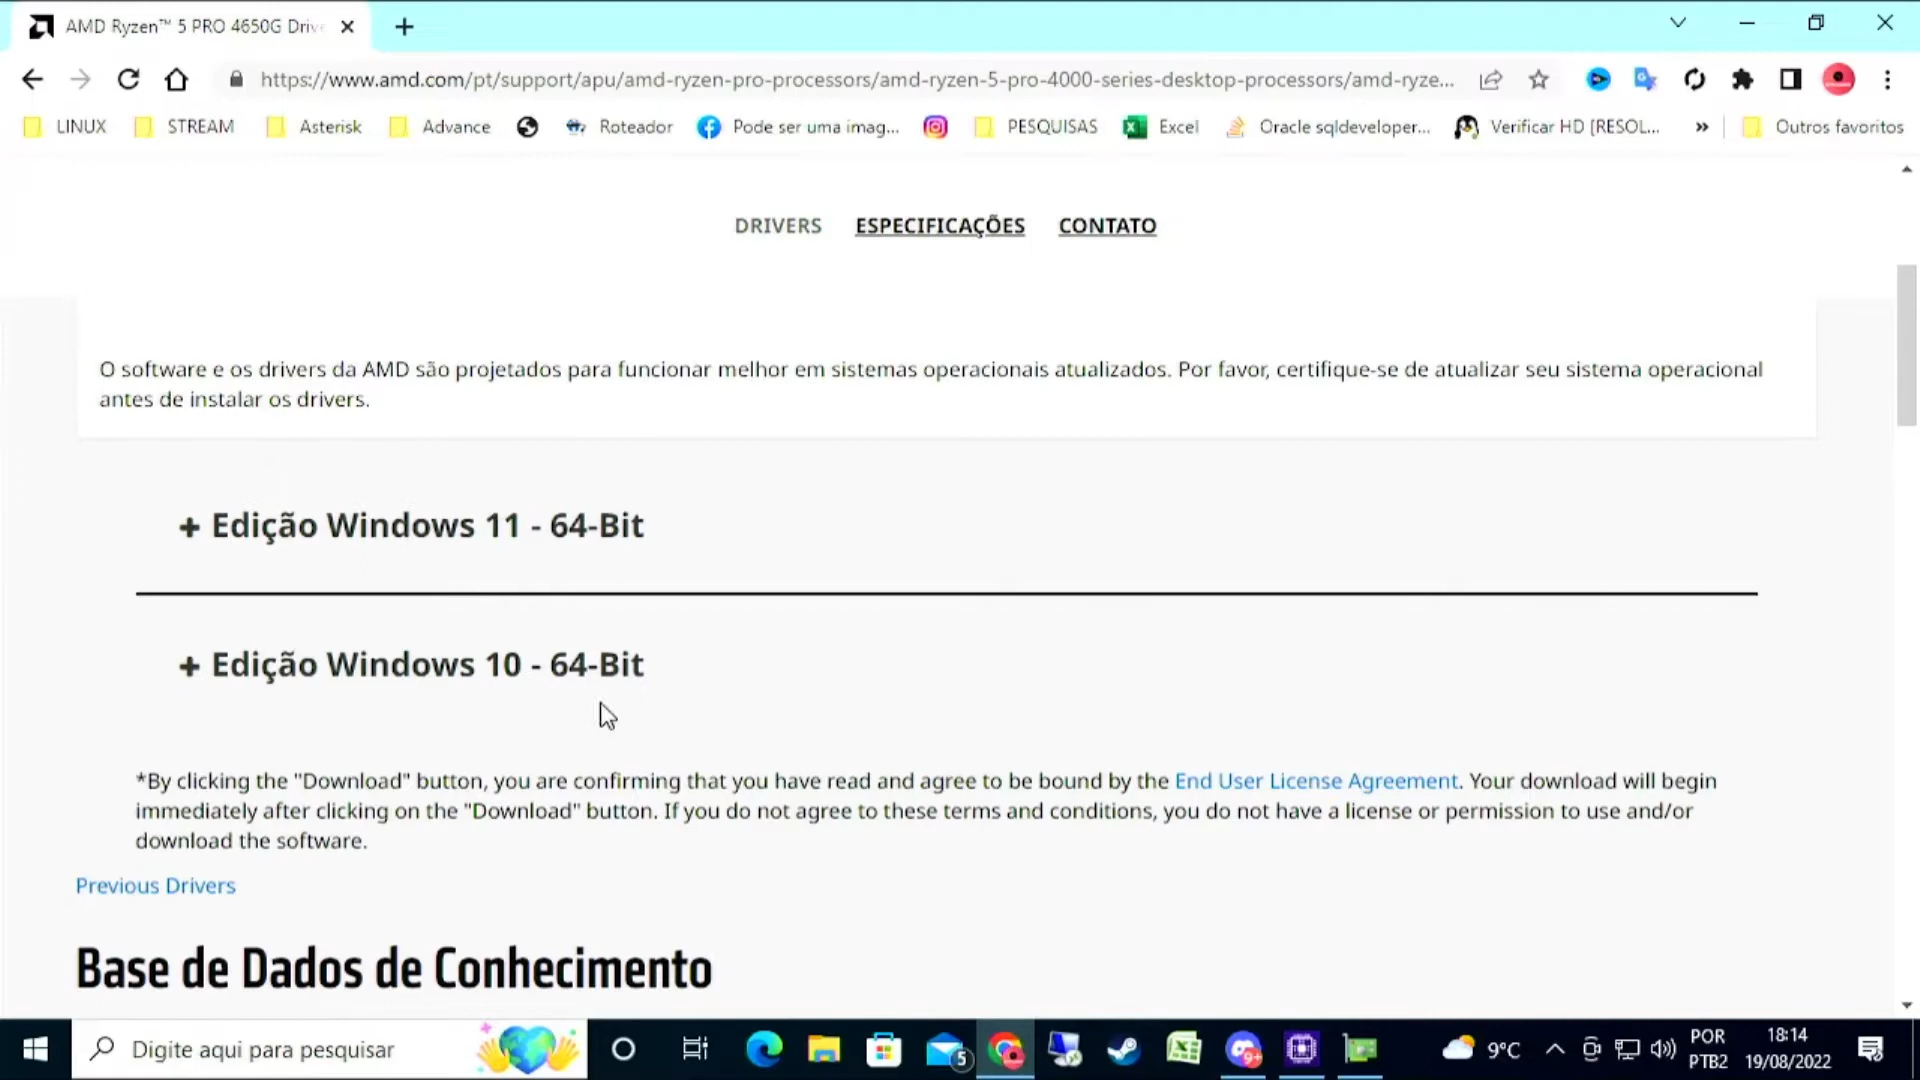 AMD Ryzen™ 5 PRO 4650G Driv
https://www.amd.com/pt/support/apu/amd-ryzen-pro-processors/amd-ryzen-5-pro-4000-series-desktop-processors/amd-ryze...
LINUX STREAM Asterisk Advance Roteador Pode ser uma imag... PESQUISAS Excel Oracle sqldeveloper... Verificar HD [RESOL... » Outros favoritos
DRIVERS ESPECIFICAÇÕES CONTATO
O software e os drivers da AMD são projetados para funcionar melhor em sistemas operacionais atualizados. Por favor, certifique-se de atualizar seu sistema operacional
antes de instalar os drivers.
+ Edição Windows 11 - 64-Bit
+ Edição Windows 10 - 64-Bit
*By clicking the "Download" button, you are confirming that you have read and agree to be bound by the End User License Agreement. Your download will begin
immediately after clicking on the "Download" button. If you do not agree to these terms and conditions, you do not have a license or permission to use and/or
download the software.
Previous Drivers
Base de Dados de Conhecimento
Digite aqui para pesquisar 5 9+ 9°C POR 18:14
PTB2 19/08/2022